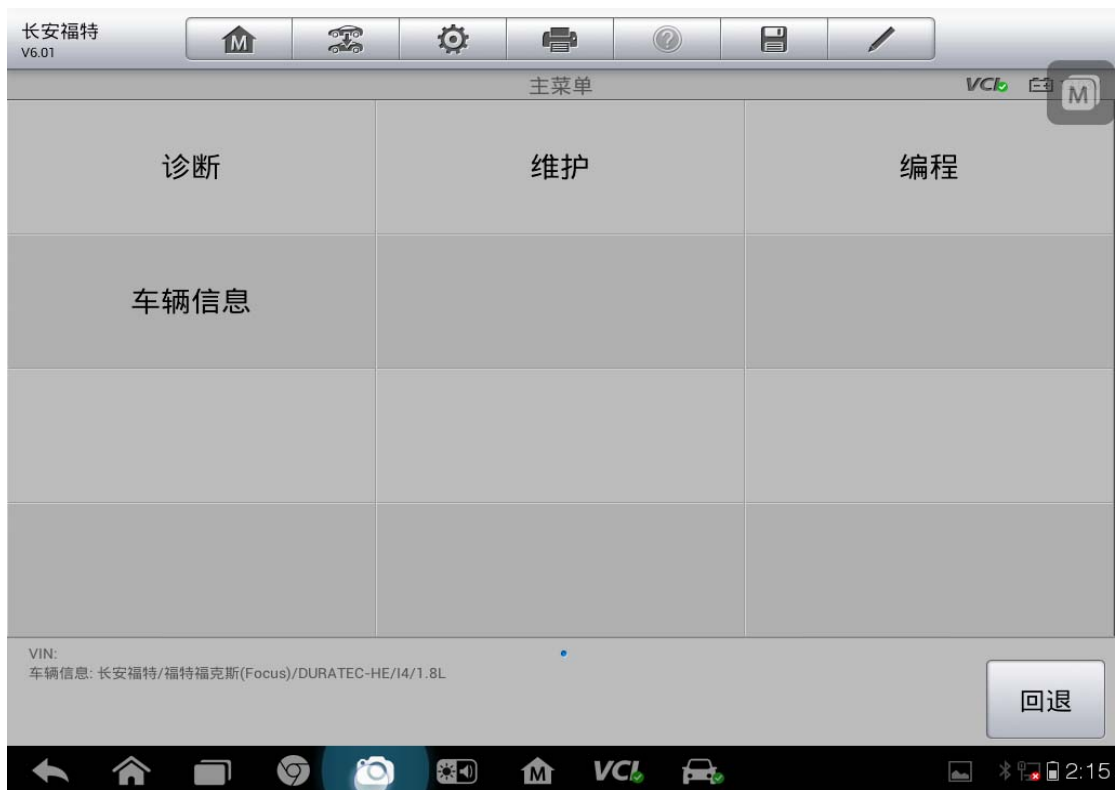 长安福特
V6.01
M
主菜单
VCI
M
诊断
维护
编程
车辆信息
VIN:
车辆信息: 长安福特/福特福克斯(Focus)/DURATEC-HE/I4/1.8L
回退
M
VCI
2:15